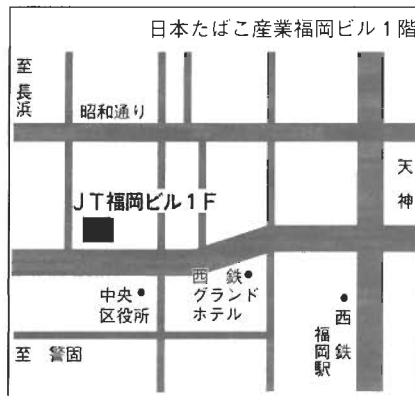 日本たばこ産業福岡ビル1階
至長浜
昭和通り
天神
JT福岡ビル1F
西鉄
グランド
ホテル
中央
区役所
西鉄
福岡駅
至 警固